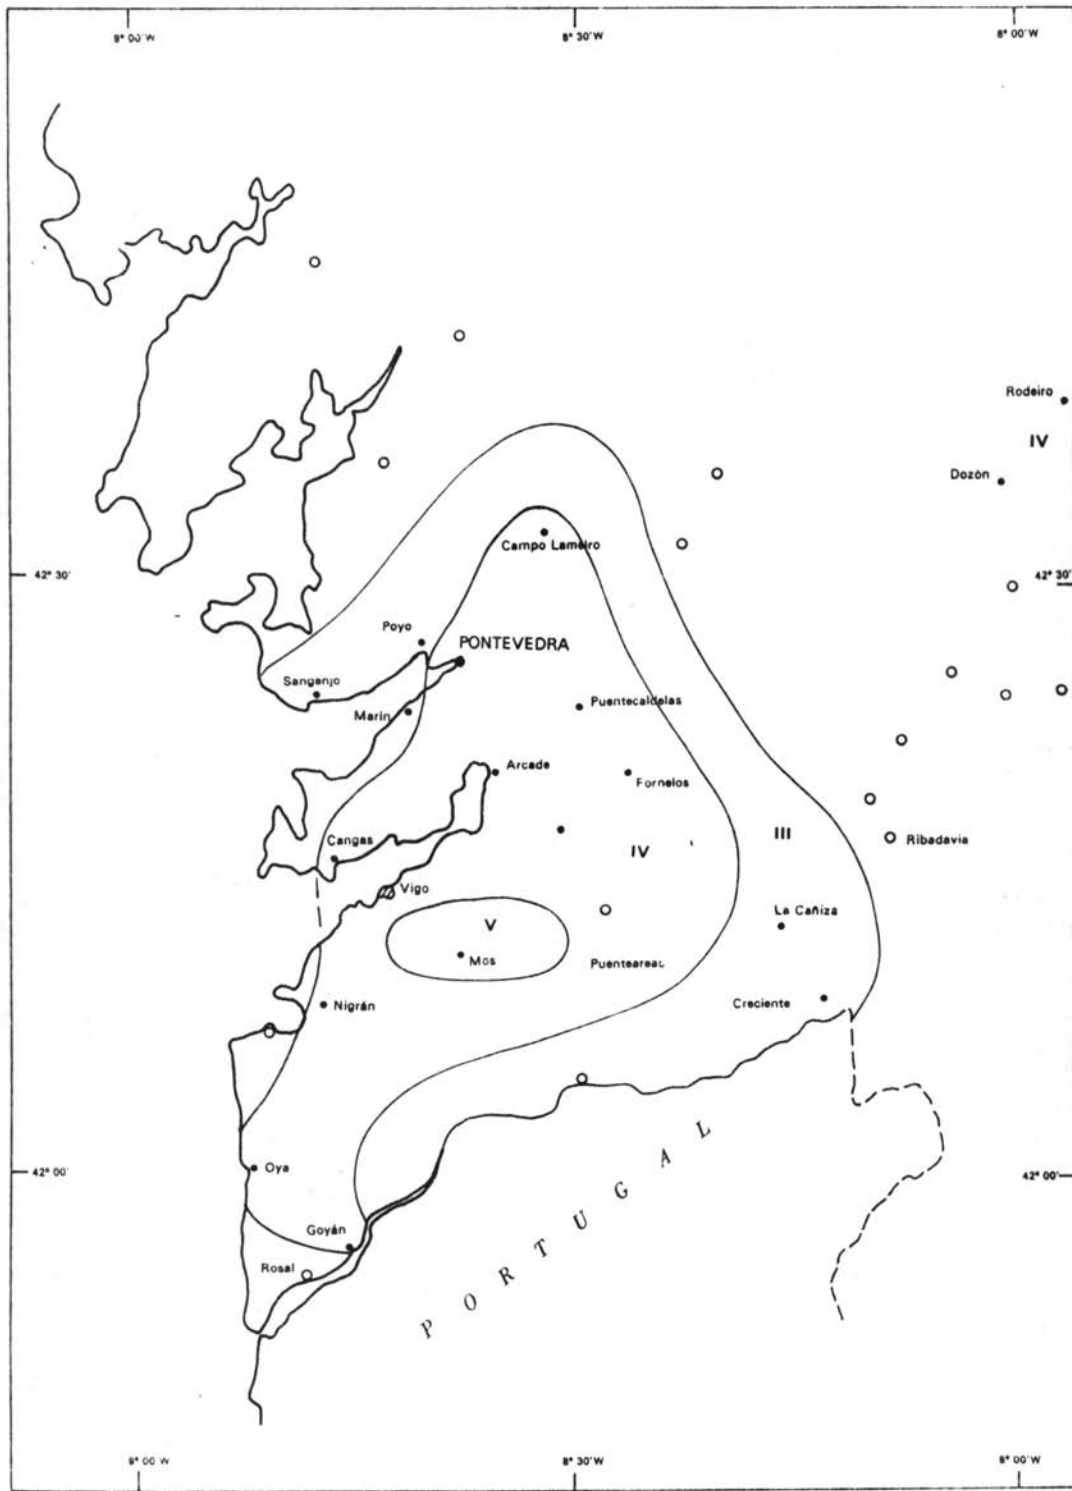 9° 00'W
8° 30'W
8° 00'W
Rodeiro
IV
Dozón
Campo Lameiro
42° 30'
42° 30'
Poyo
PONTEVEDRA
Sangenjo
Marín
Puentecaldelas
Arcade
Fornelos
III
Cangas
IV
Ribadavia
Vigo
La Cañiza
V
Mos
Puenteareal
Creciente
Nigrán
PORTUGAL
42° 00'
Oya
42° 00'
Goyán
Rosal
9° 00 W
8° 30'W
8° 00'W